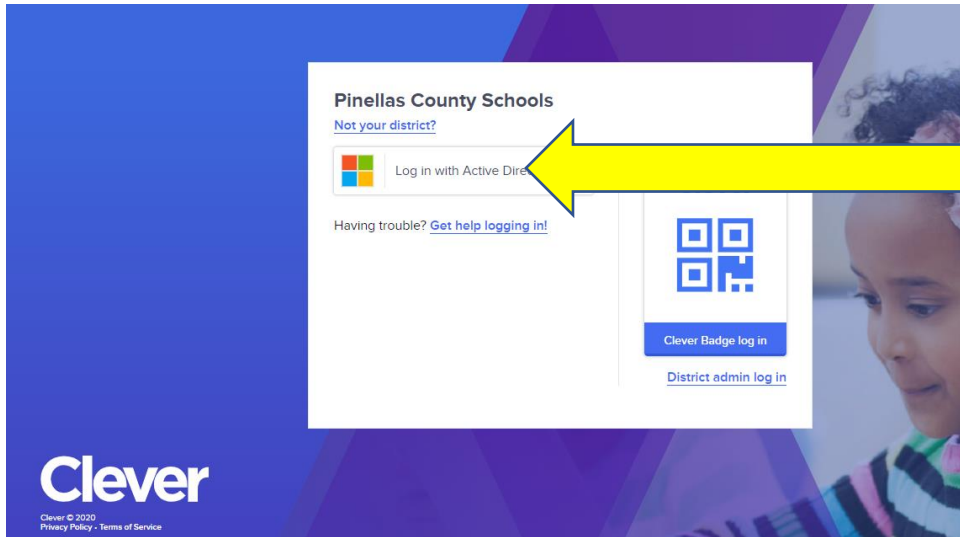 Pinellas County Schools
Not your district?
Log in with Active
Having trouble? Get help logging in!
Clever Badge log in
District admin log in
Clever
Clever © 2020
Privacy Policy - Terms of Service